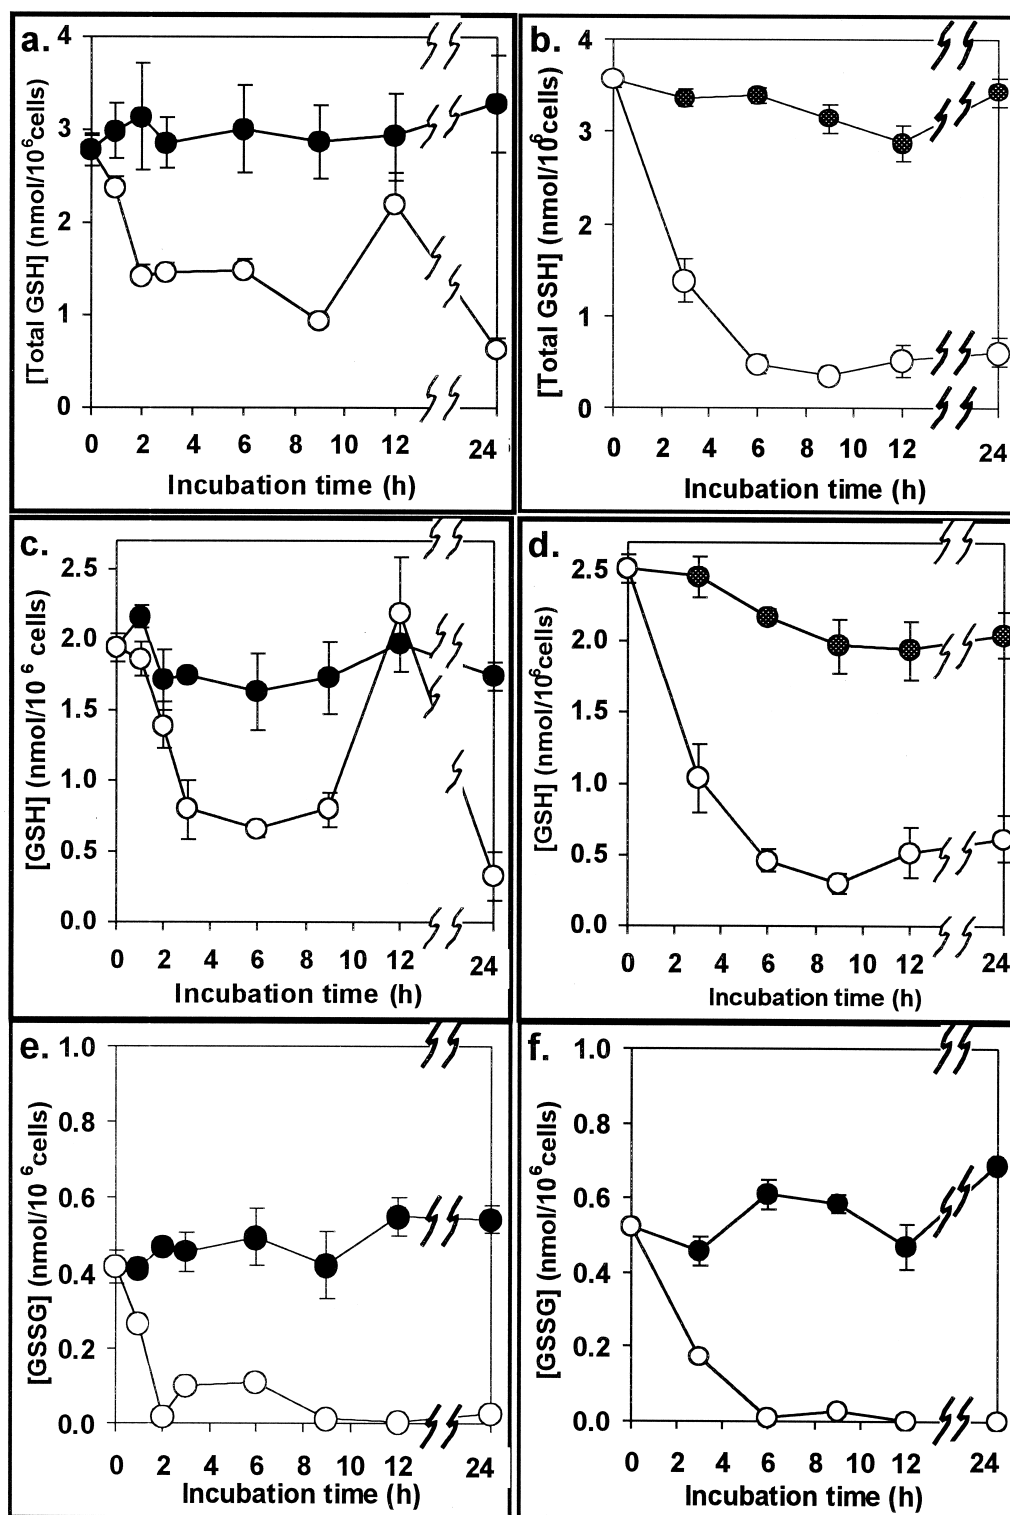 a.
[Total GSH] (nmol/10⁶cells)
4
3
2
1
0
0 2 4 6 8 10 12 24
Incubation time (h)
b.
[Total GSH] (nmol/10⁶cells)
4
3
2
1
0
0 2 4 6 8 10 12 24
Incubation time (h)
c.
[GSH] (nmol/10⁶ cells)
2.5
2.0
1.5
1.0
0.5
0.0
0 2 4 6 8 10 12 24
Incubation time (h)
d.
[GSH] (nmol/10⁶cells)
2.5
2.0
1.5
1.0
0.5
0.0
0 2 4 6 8 10 12 24
Incubation time (h)
e.
[GSSG] (nmol/10⁶cells)
1.0
0.8
0.6
0.4
0.2
0.0
0 2 4 6 8 10 12 24
Incubation time (h)
f.
[GSSG] (nmol/10⁶cells)
1.0
0.8
0.6
0.4
0.2
0.0
0 2 4 6 8 10 12 24
Incubation time (h)